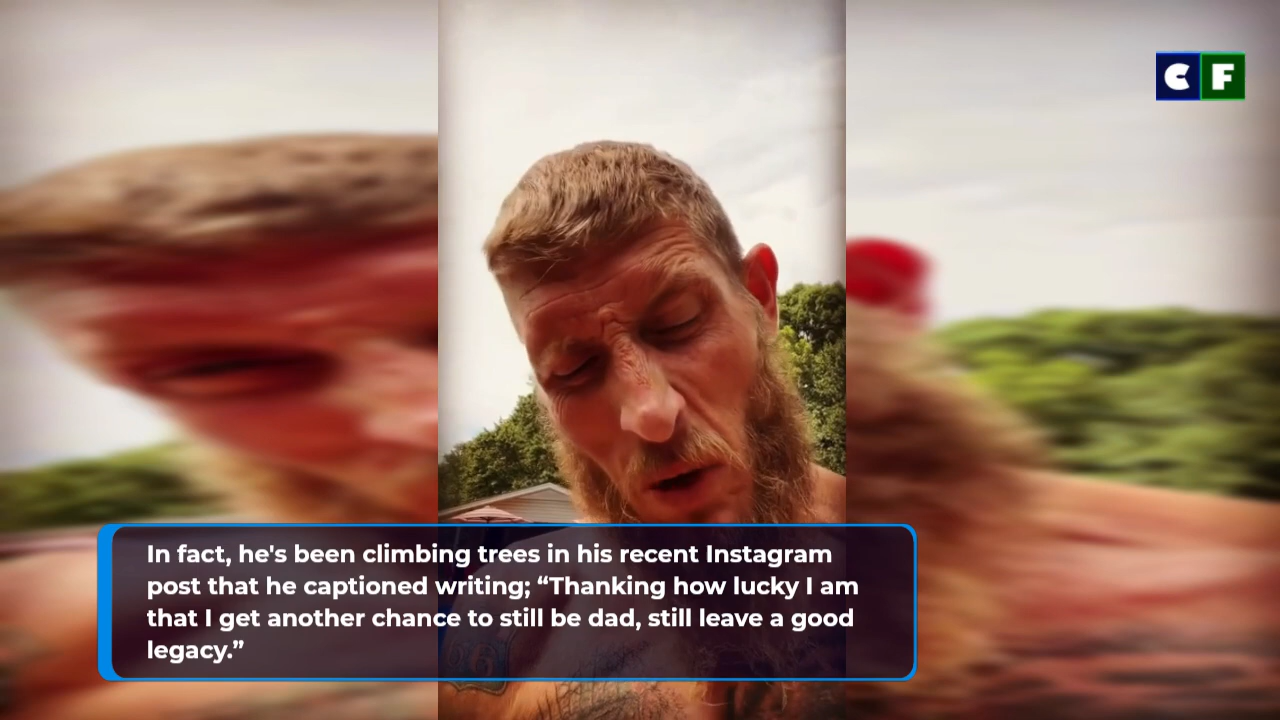 CF
In fact, he's been climbing trees in his recent Instagram
post that he captioned writing; “Thanking how lucky I am
that I get another chance to still be dad, still leave a good
legacy.”
66